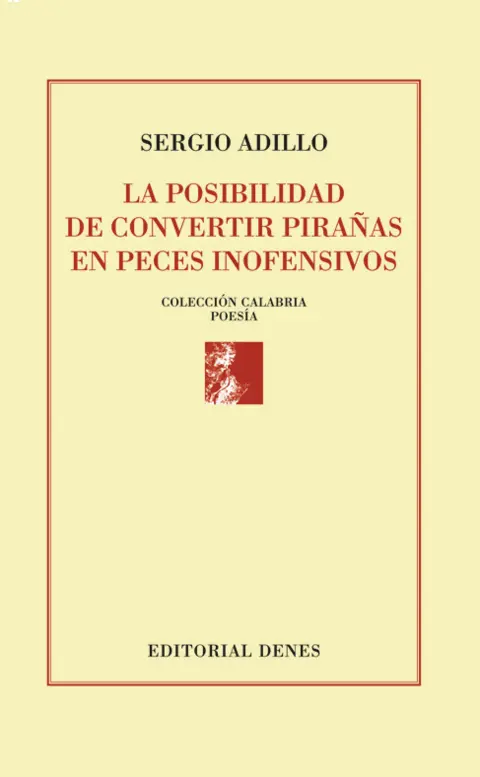 SERGIO ADILLO
LA POSIBILIDAD
DE CONVERTIR PIRAÑAS
EN PECES INOFENSIVOS
COLECCIÓN CALABRIA
POESÍA
EDITORIAL DENES